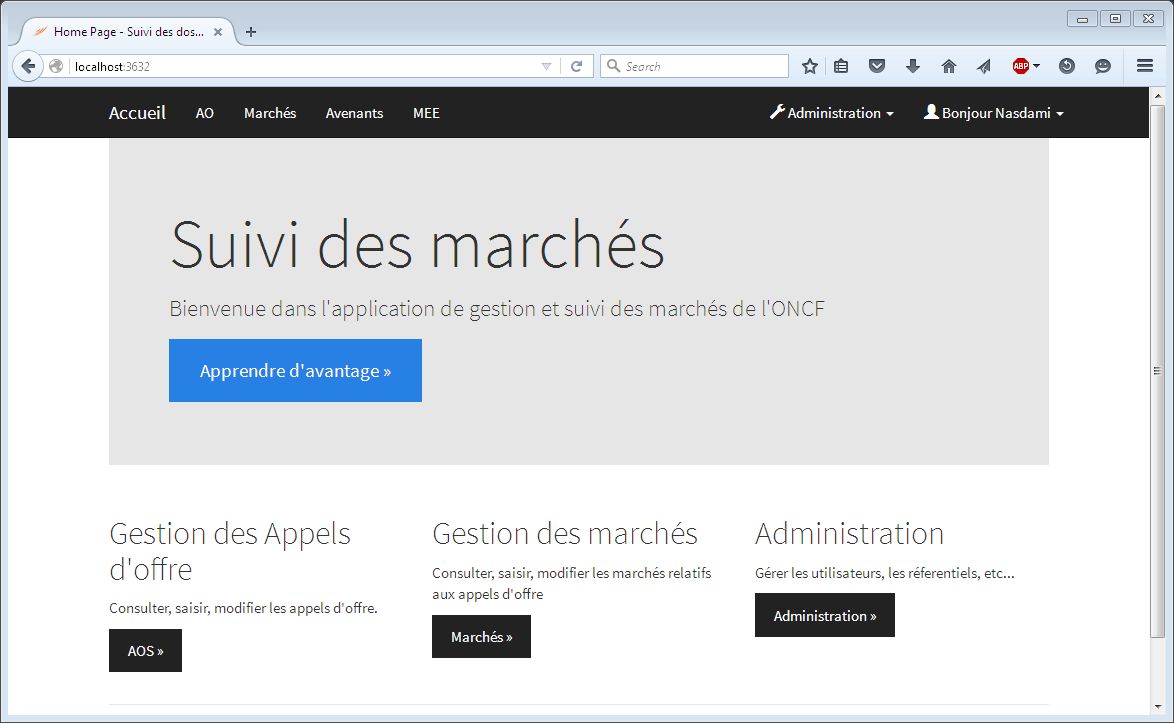 Home Page - Suivi des dos...
localhost:3632
Search
ABP
Accueil AO Marchés Avenants MEE Administration Bonjour Nasdami
Suivi des marchés
Bienvenue dans l'application de gestion et suivi des marchés de l'ONCF
Apprendre d'avantage »
Gestion des Appels
d'offre
Consulter, saisir, modifier les appels d'offre.
AOS »
Gestion des marchés
Consulter, saisir, modifier les marchés relatifs
aux appels d'offre
Marchés »
Administration
Gérer les utilisateurs, les réferentiels, etc...
Administration »